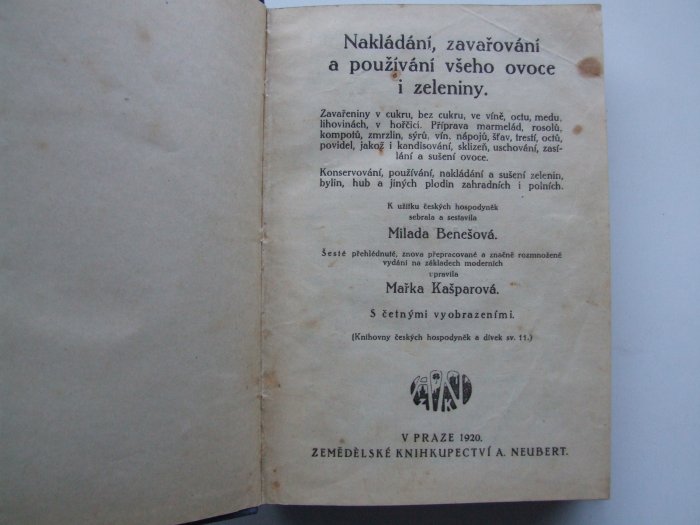 Nakládání, zavařování
a používání všeho ovoce
i zeleniny.
Zavařeniny v cukru, bez cukru, ve víně, octu, medu,
lihovinách, v hořčici. Příprava marmelád, rosolů,
kompotů, zmrzlin, sýrů, vín, nápojů, šťav, trestí, octů,
povidel, jakož i kandisování, sklizeň, uschování, zasí-
lání a sušení ovoce.
Konservování, používání, nakládání a sušení zelenin,
bylin, hub a jiných plodin zahradních i polních.
K užitku českých hospodyněk
sebrala a sestavila
Milada Benešová.
Šesté přehlédnuté, znova přepracované a značně rozmnožené
vydání na základech moderních
upravila
Mařka Kašparová.
S četnými vyobrazeními.
(Knihovny českých hospodyněk a dívek sv. 11.)
V PRAZE 1920.
ZEMĚDĚLSKÉ KNIHKUPECTVÍ A. NEUBERT.